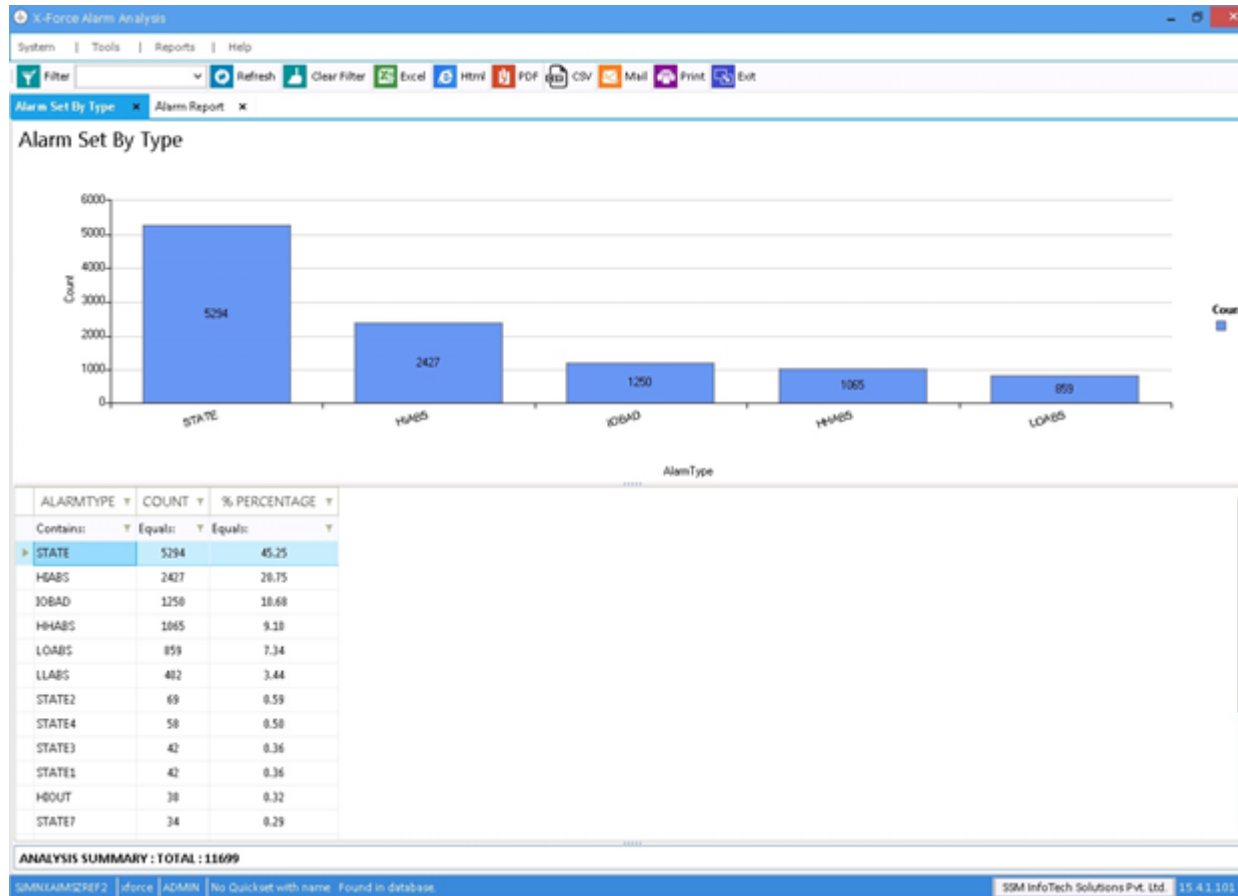 X-Force Alarm Analysis
System | Tools | Reports | Help
Filter Refresh Clear Filter Excel Html PDF CSV Mail Print Exit
Alarm Set By Type × Alarm Report ×
Alarm Set By Type
6000
5000
4000
3000
2000
1000
0
Count
5294
2427
1250
1065
859
Coun
STATE HIABS IOBAD HHABS LOABS
AlarmType
ALARMTYPE COUNT % PERCENTAGE
Contains: Equals: Equals:
STATE 5294 45.25
HIABS 2427 20.75
IOBAD 1250 10.68
HHABS 1065 9.10
LOABS 859 7.34
LLABS 402 3.44
STATE2 69 0.59
STATE4 58 0.50
STATE3 42 0.36
STATE1 42 0.36
HIOUT 38 0.32
STATE7 34 0.29
ANALYSIS SUMMARY : TOTAL : 11699
xforce ADMIN No Quickset with name Found in database. SSM InfoTech Solutions Pvt. Ltd. 15.4.1.101